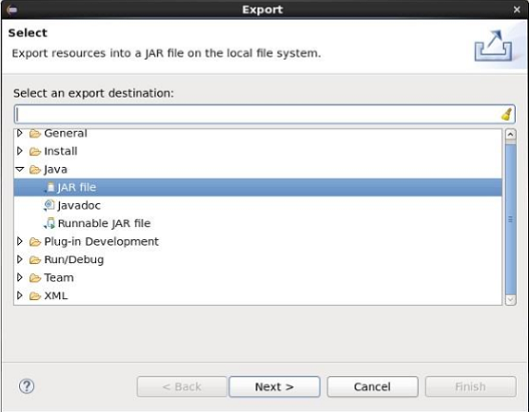 Export
Select
Export resources into a JAR file on the local file system.
Select an export destination:
General
Install
Java
JAR file
Javadoc
Runnable JAR file
Plug-in Development
Run/Debug
Team
XML
< Back
Next >
Cancel
Finish